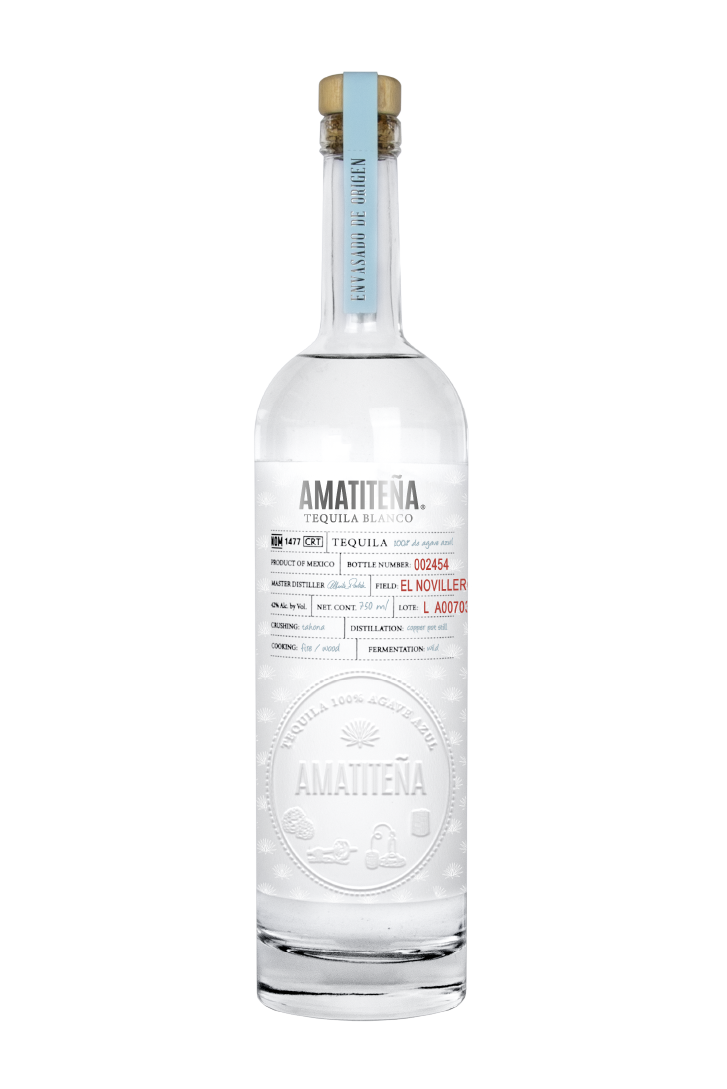 ENVASADO DE ORIGEN
AMATITEÑA®
TEQUILA BLANCO
NOM 1477 CRT TEQUILA 100% de agave azul
PRODUCT OF MEXICO BOTTLE NUMBER: 002454
MASTER DISTILLER FIELD: EL NOVILLER
42% Alc. by Vol. NET. CONT. 750 ml LOTE: L A00703
CRUSHING: tahona DISTILLATION: copper pot still
COOKING: fire / wood FERMENTATION: wild
TEQUILA 100% AGAVE AZUL
AMATITEÑA